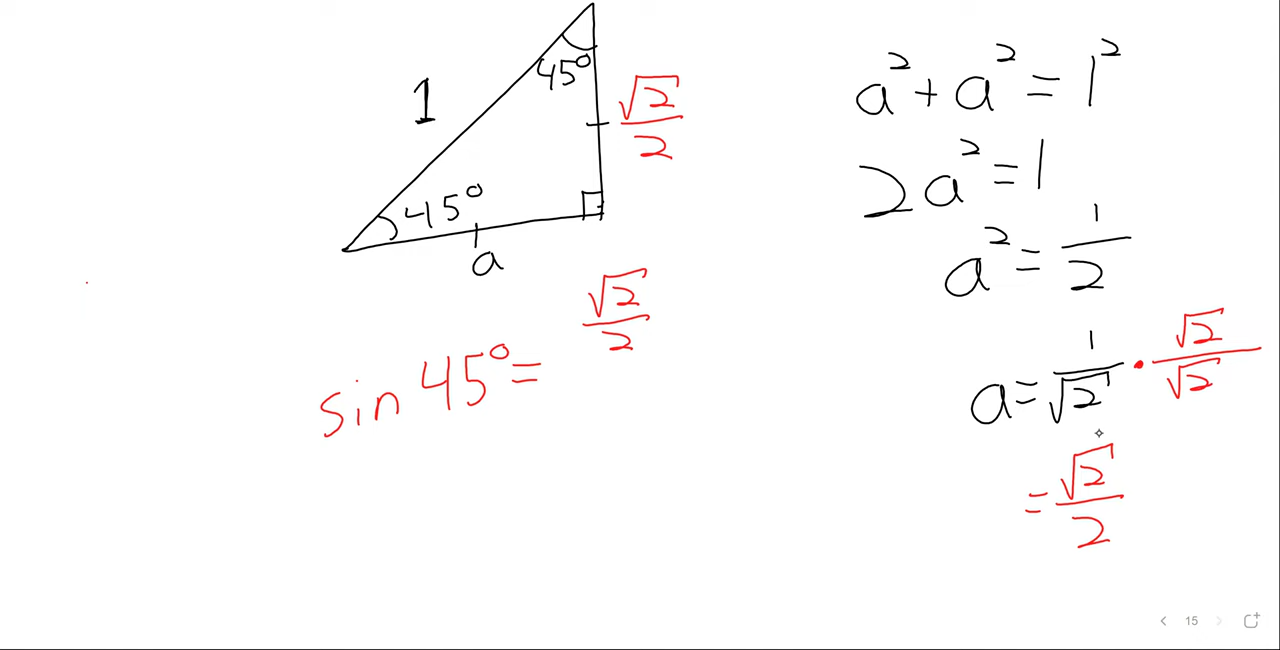 1
45°
√2/2
45°
a
sin 45° = √2/2
a² + a² = 1²
2a² = 1
a² = 1/2
a = 1/√2 • √2/√2
= √2/2
15